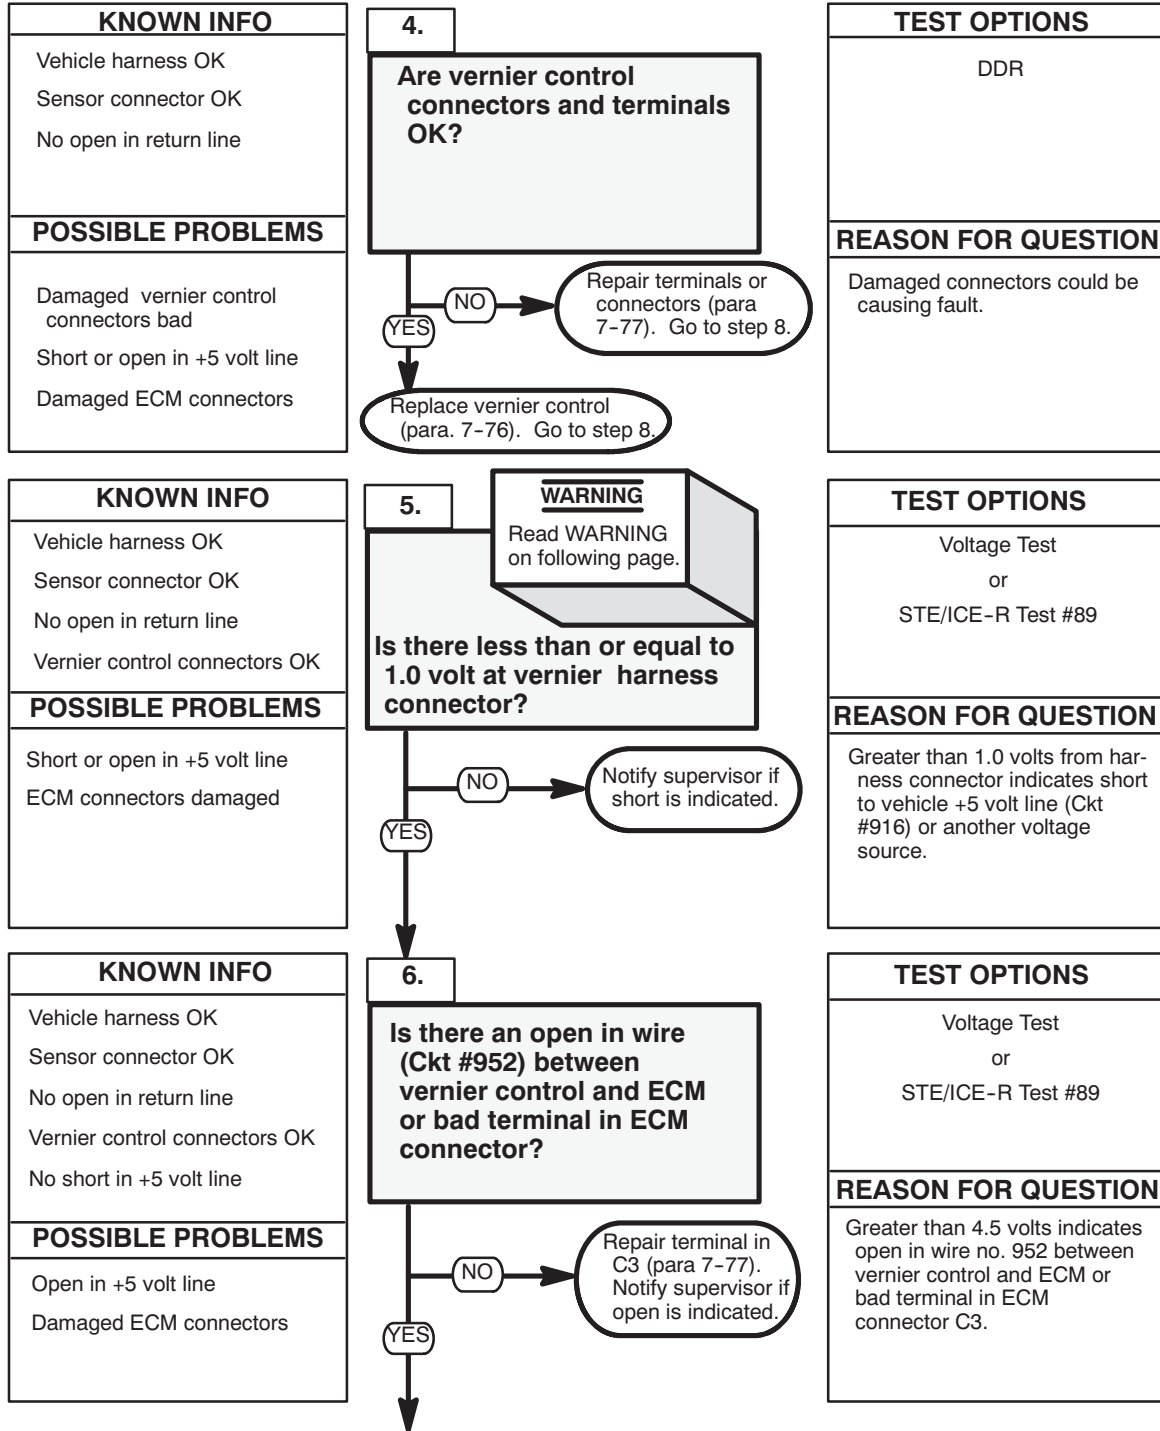 KNOWN INFO
Vehicle harness OK
Sensor connector OK
No open in return line
POSSIBLE PROBLEMS
Damaged vernier control
connectors bad
Short or open in +5 volt line
Damaged ECM connectors
4.
Are vernier control
connectors and terminals
OK?
NO
Repair terminals or
connectors (para
7-77). Go to step 8.
YES
Replace vernier control
(para. 7-76). Go to step 8.
TEST OPTIONS
DDR
REASON FOR QUESTION
Damaged connectors could be
causing fault.
KNOWN INFO
Vehicle harness OK
Sensor connector OK
No open in return line
Vernier control connectors OK
POSSIBLE PROBLEMS
Short or open in +5 volt line
ECM connectors damaged
5.
WARNING
Read WARNING
on following page.
Is there less than or equal to
1.0 volt at vernier harness
connector?
NO
Notify supervisor if
short is indicated.
YES
TEST OPTIONS
Voltage Test
or
STE/ICE-R Test #89
REASON FOR QUESTION
Greater than 1.0 volts from har-
ness connector indicates short
to vehicle +5 volt line (Ckt
#916) or another voltage
source.
KNOWN INFO
Vehicle harness OK
Sensor connector OK
No open in return line
Vernier control connectors OK
No short in +5 volt line
POSSIBLE PROBLEMS
Open in +5 volt line
Damaged ECM connectors
6.
Is there an open in wire
(Ckt #952) between
vernier control and ECM
or bad terminal in ECM
connector?
NO
Repair terminal in
C3 (para 7-77).
Notify supervisor if
open is indicated.
YES
TEST OPTIONS
Voltage Test
or
STE/ICE-R Test #89
REASON FOR QUESTION
Greater than 4.5 volts indicates
open in wire no. 952 between
vernier control and ECM or
bad terminal in ECM
connector C3.